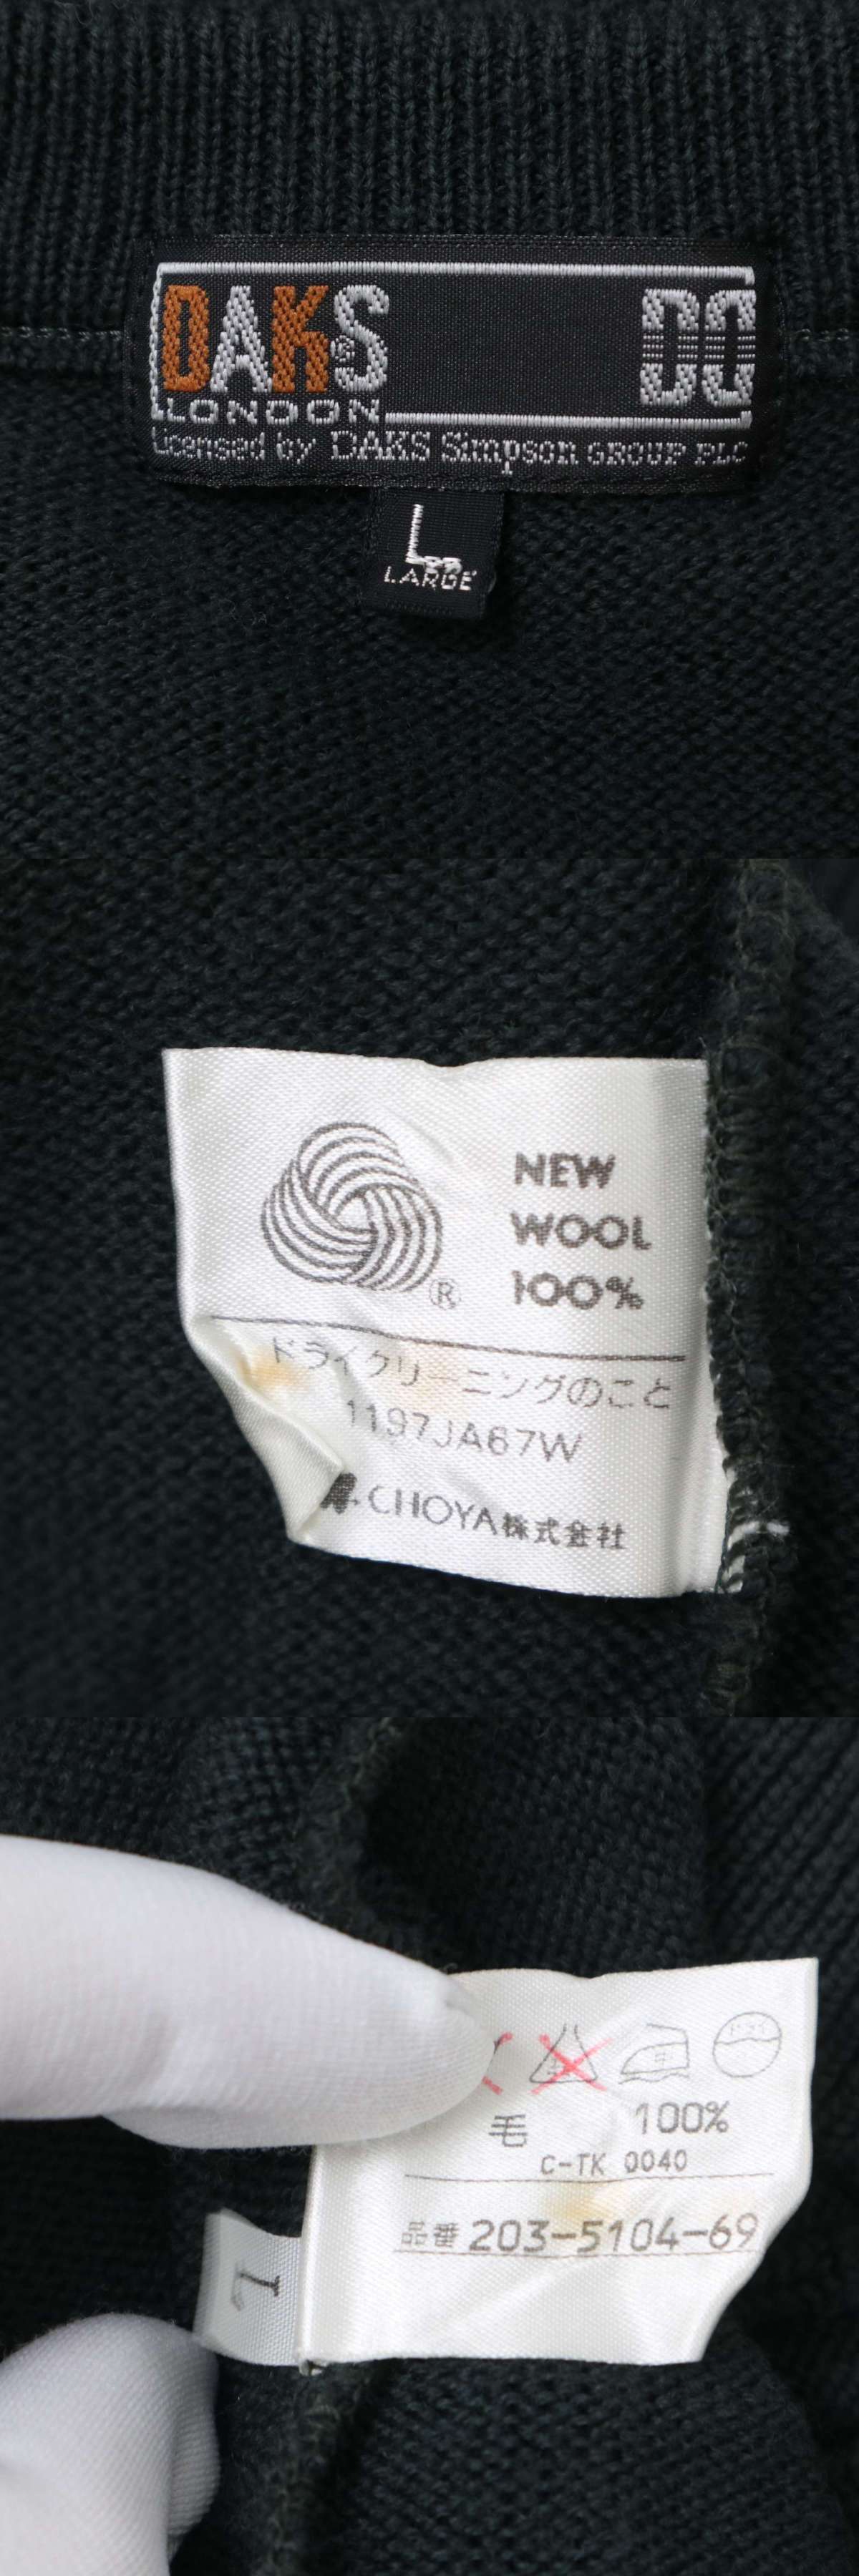 DAKS® DD
LONDON
Licensed by DAKS Simpson GROUP PLC
L
LARGE
NEW
WOOL
100%
®
ドライクリーニングのこと
1197JA67W
CHOYA株式会社
毛 100%
C-TK 0040
品番 203-5104-69
L